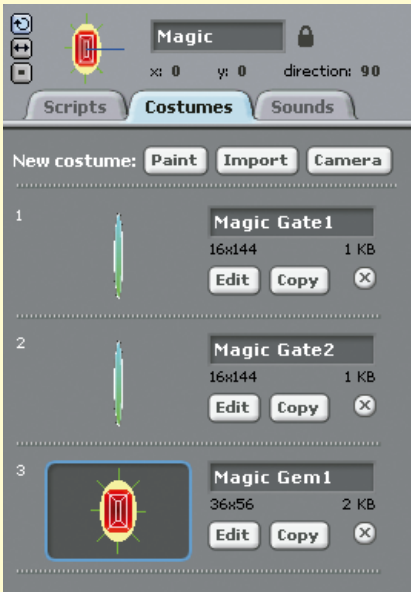 Magic
x: 0 y: 0 direction: 90
Scripts Costumes Sounds
New costume: Paint Import Camera
1
Magic Gate1
16x144 1 KB
Edit Copy
2
Magic Gate2
16x144 1 KB
Edit Copy
3
Magic Gem1
36x56 2 KB
Edit Copy